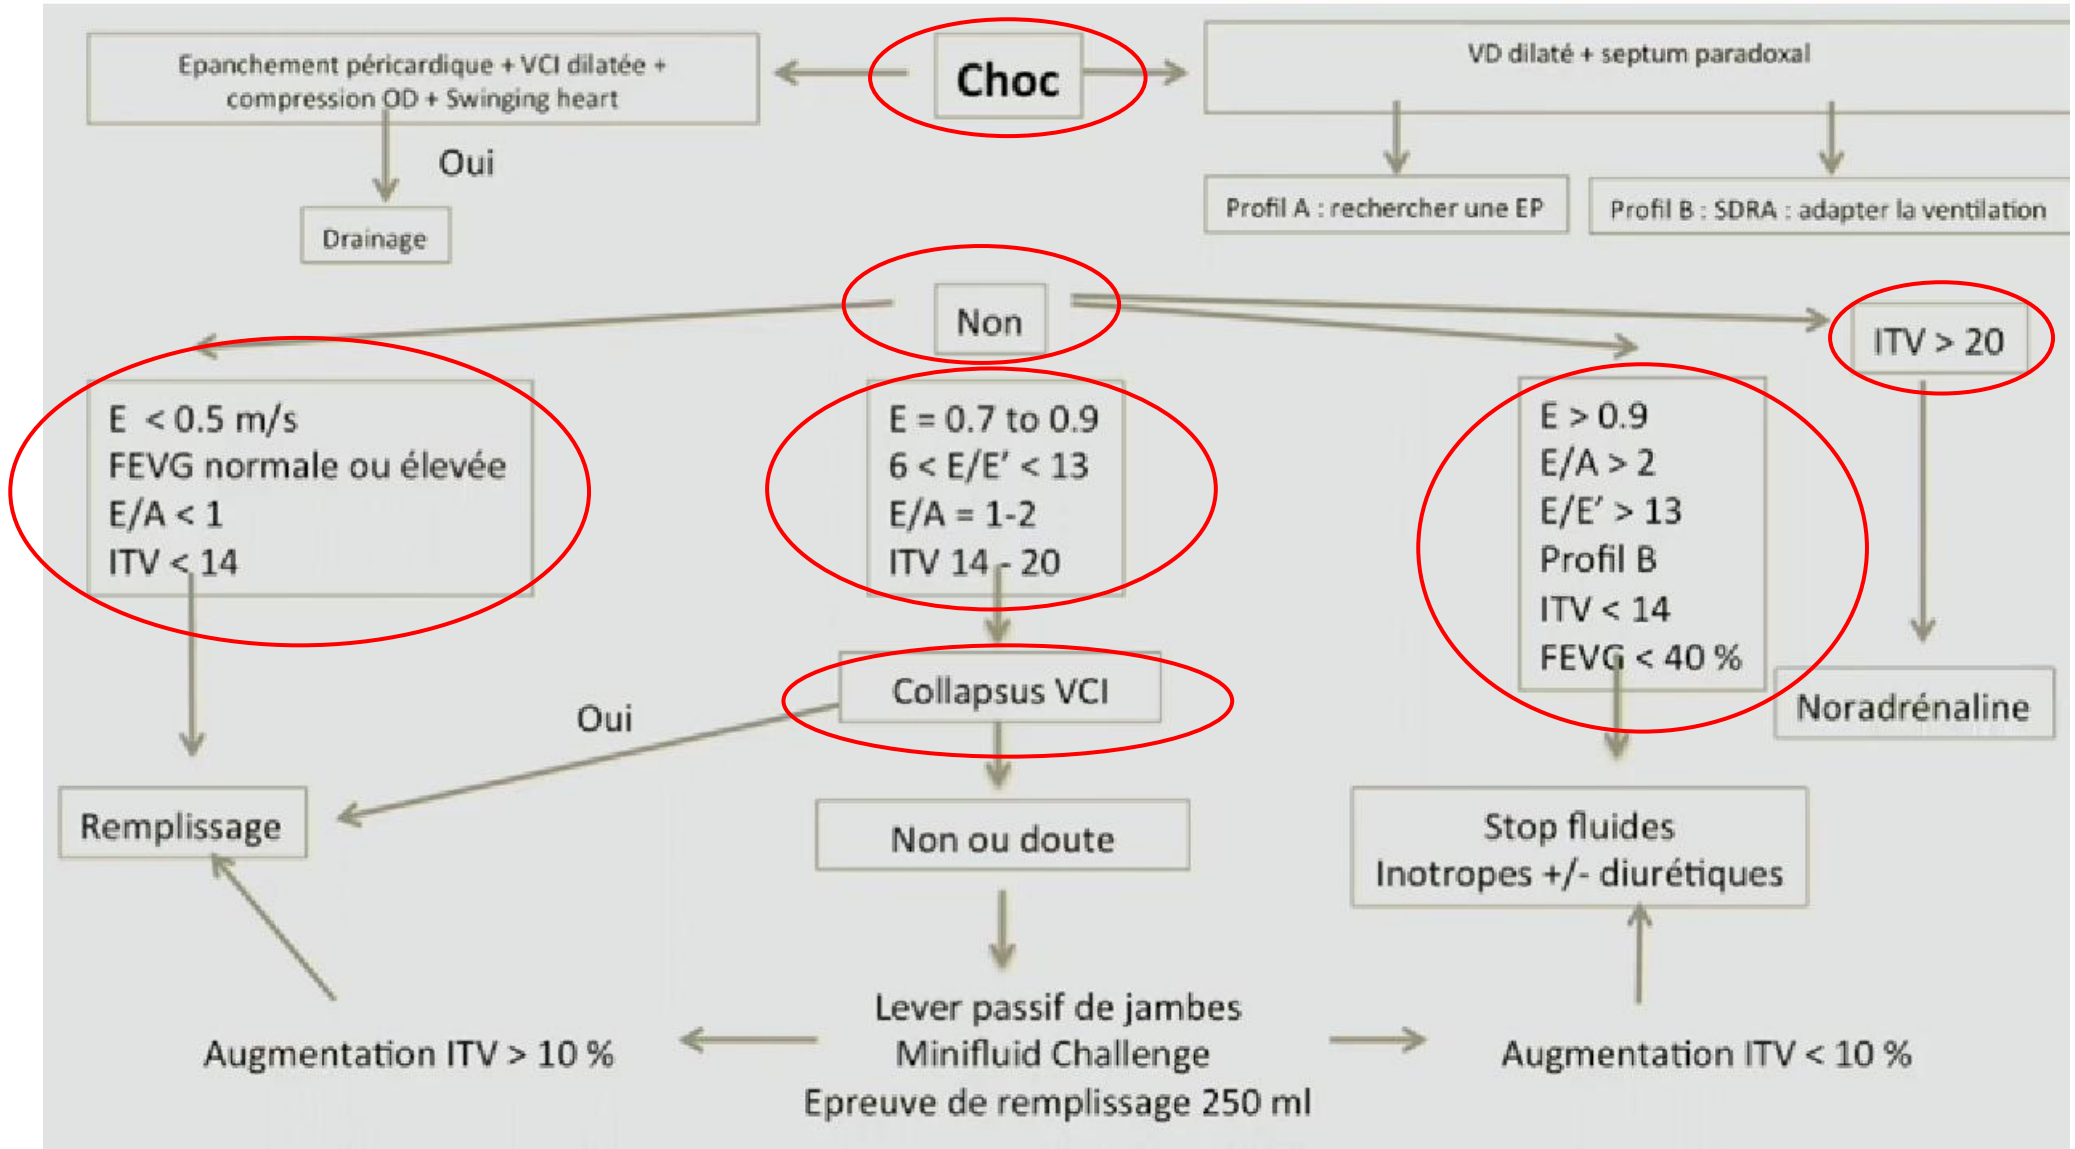 Epanchement péricardique + VCI dilatée +
compression OD + Swinging heart
Choc
VD dilaté + septum paradoxal
Oui
Drainage
Profil A : rechercher une EP
Profil B : SDRA : adapter la ventilation
Non
ITV > 20
E < 0.5 m/s
FEVG normale ou élevée
E/A < 1
ITV < 14
E = 0.7 to 0.9
6 < E/E’ < 13
E/A = 1-2
ITV 14 - 20
E > 0.9
E/A > 2
E/E’ > 13
Profil B
ITV < 14
FEVG < 40 %
Collapsus VCI
Oui
Noradrénaline
Remplissage
Non ou doute
Stop fluides
Inotropes +/- diurétiques
Lever passif de jambes
Minifluid Challenge
Epreuve de remplissage 250 ml
Augmentation ITV > 10 %
Augmentation ITV < 10 %